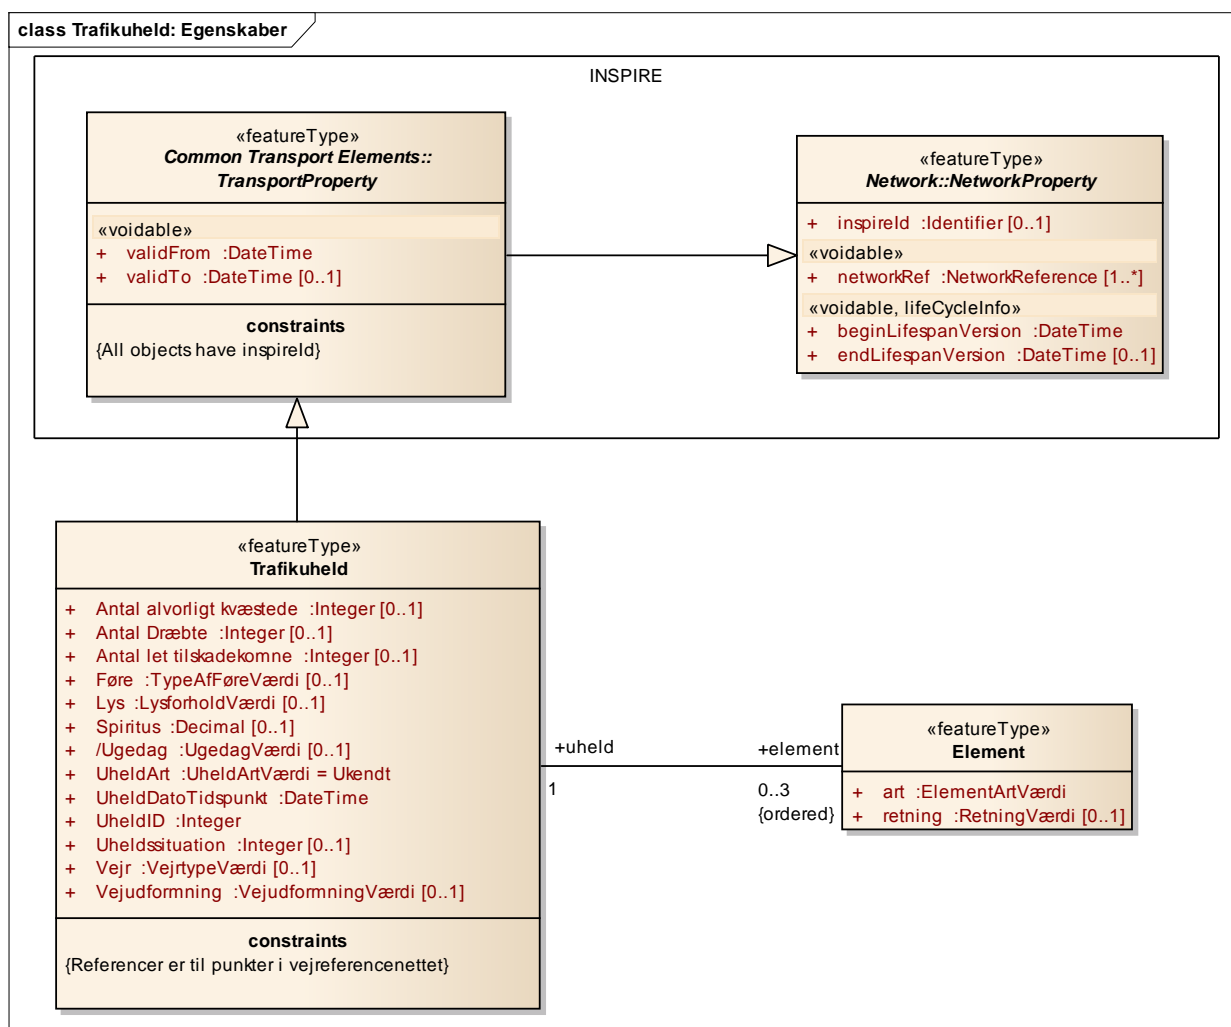 class Trafikuheld: Egenskaber
INSPIRE
«featureType»
Common Transport Elements::
TransportProperty
«voidable»
+ validFrom :DateTime
+ validTo :DateTime [0..1]
constraints
{All objects have inspireId}
«featureType»
Network::NetworkProperty
+ inspireId :Identifier [0..1]
«voidable»
+ networkRef :NetworkReference [1..*]
«voidable, lifeCycleInfo»
+ beginLifespanVersion :DateTime
+ endLifespanVersion :DateTime [0..1]
«featureType»
Trafikuheld
+ Antal alvorligt kvæstede :Integer [0..1]
+ Antal Dræbte :Integer [0..1]
+ Antal let tilskadekomne :Integer [0..1]
+ Føre :TypeAfFøreVærdi [0..1]
+ Lys :LysforholdVærdi [0..1]
+ Spiritus :Decimal [0..1]
+ /Ugedag :UgedagVærdi [0..1]
+ UheldArt :UheldArtVærdi = Ukendt
+ UheldDatoTidspunkt :DateTime
+ UheldID :Integer
+ Uheldssituation :Integer [0..1]
+ Vejr :VejrtypeVærdi [0..1]
+ Vejudformning :VejudformningVærdi [0..1]
constraints
{Referencer er til punkter i vejreferencenettet}
+uheld
1
+element
0..3
{ordered}
«featureType»
Element
+ art :ElementArtVærdi
+ retning :RetningVærdi [0..1]